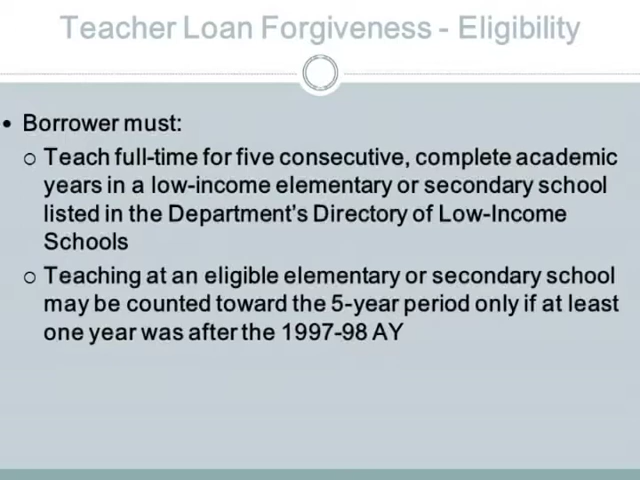 Teacher Loan Forgiveness - Eligibility
• Borrower must:
○ Teach full-time for five consecutive, complete academic
years in a low-income elementary or secondary school
listed in the Department's Directory of Low-Income
Schools
○ Teaching at an eligible elementary or secondary school
may be counted toward the 5-year period only if at least
one year was after the 1997-98 AY